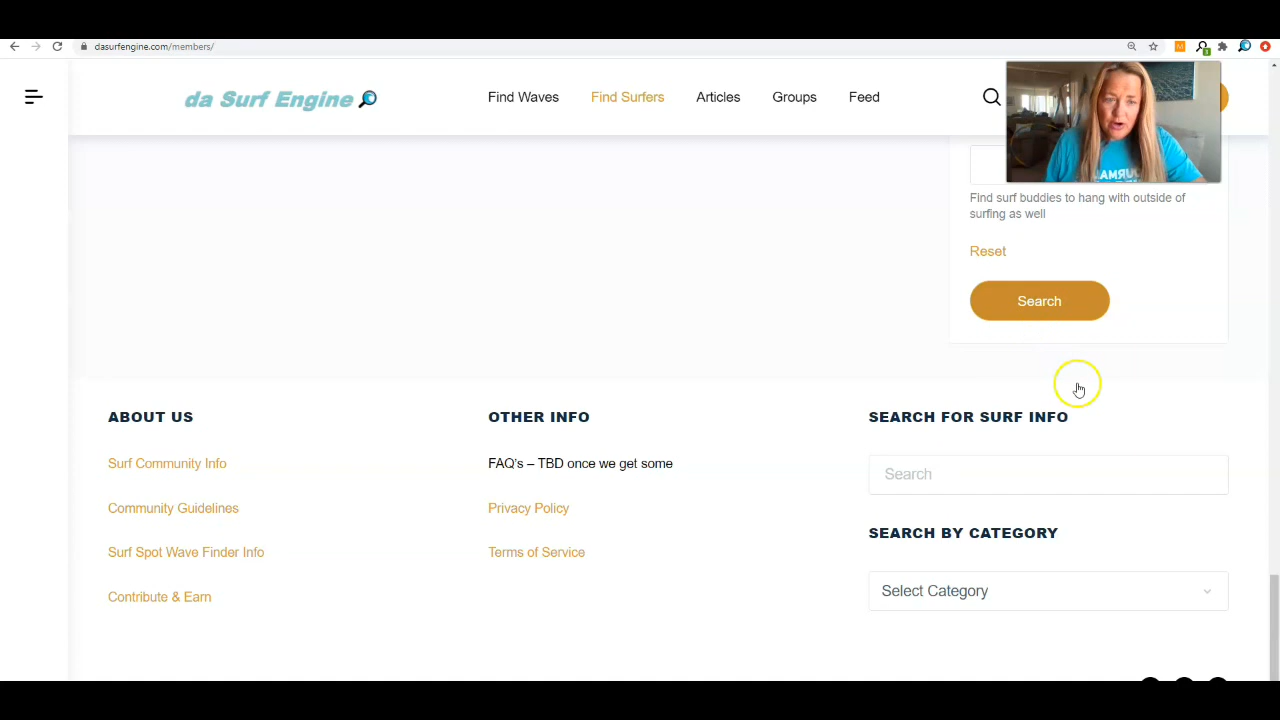 dasurfengine.com/members/
da Surf Engine
Find Waves
Find Surfers
Articles
Groups
Feed
Find surf buddies to hang with outside of
surfing as well
Reset
Search
ABOUT US
Surf Community Info
Community Guidelines
Surf Spot Wave Finder Info
Contribute & Earn
OTHER INFO
FAQ's – TBD once we get some
Privacy Policy
Terms of Service
SEARCH FOR SURF INFO
Search
SEARCH BY CATEGORY
Select Category